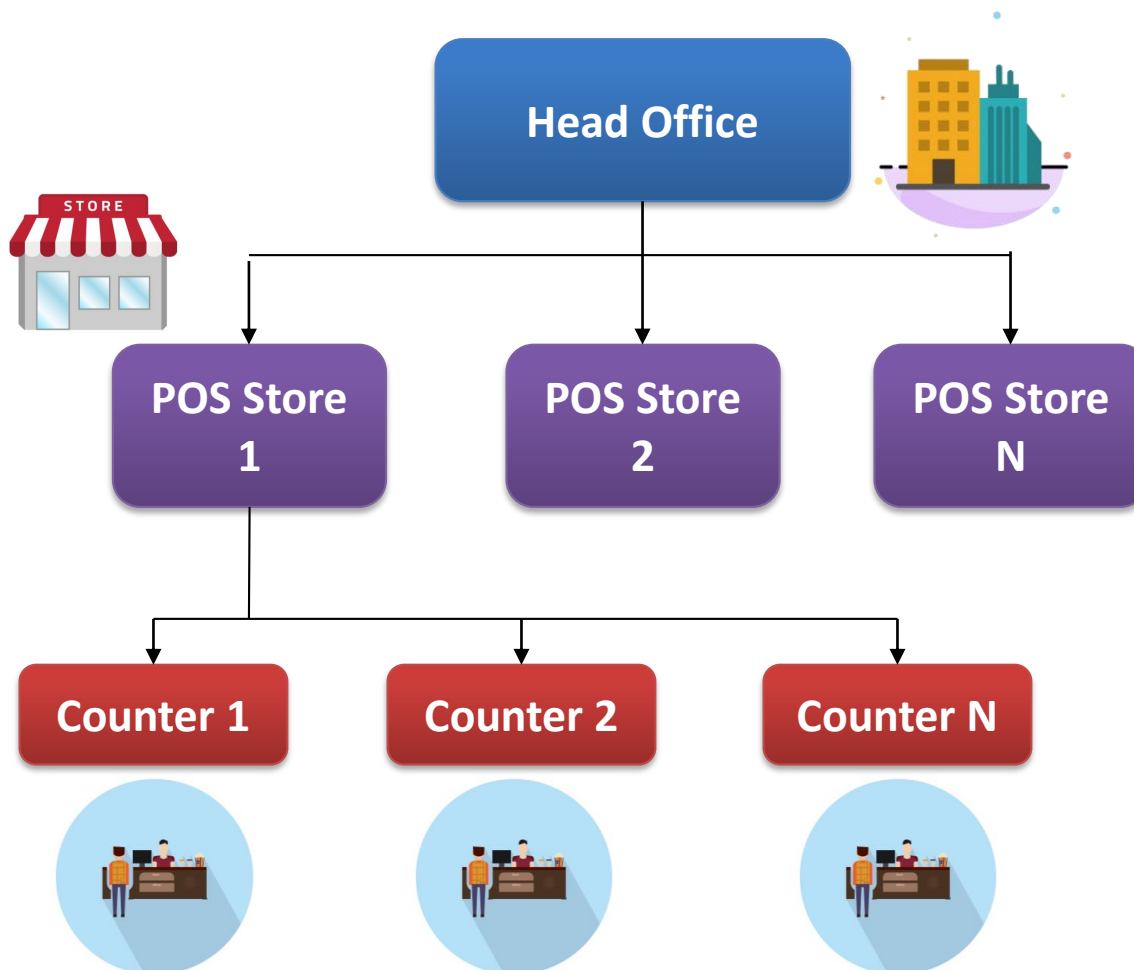 Head Office
STORE
POS Store
1
POS Store
2
POS Store
N
Counter 1
Counter 2
Counter N